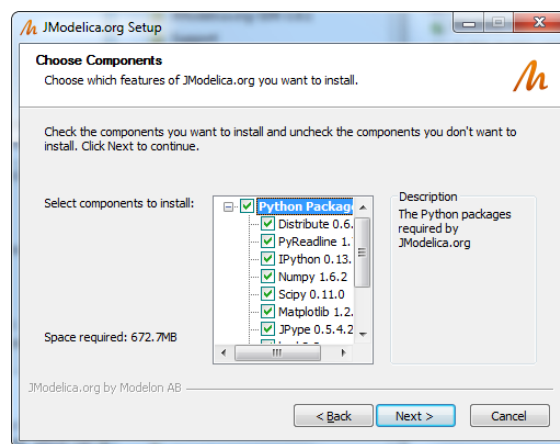 JModelica.org Setup
Choose Components
Choose which features of JModelica.org you want to install.
Check the components you want to install and uncheck the components you don't want to
install. Click Next to continue.
Select components to install:
Python Packag
Distribute 0.6.
PyReadline 1.
IPython 0.13.
Numpy 1.6.2
Scipy 0.11.0
Matplotlib 1.2.
JPype 0.5.4.2
Description
The Python packages
required by
JModelica.org
Space required: 672.7MB
JModelica.org by Modelon AB
< Back
Next >
Cancel